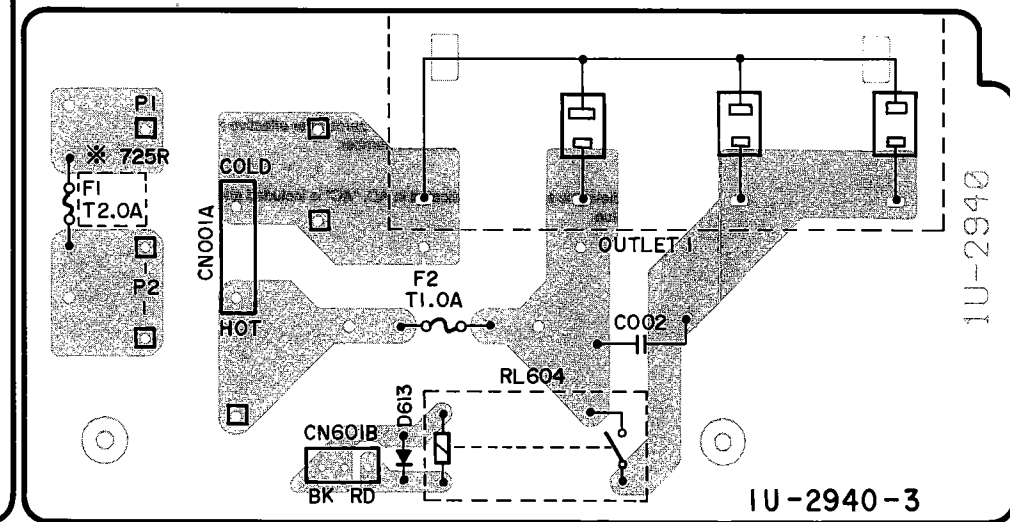 P1
※ 725R
F1
T2.0A
P2
COLD
CN001A
HOT
F2
T1.0A
OUTLET 1
C002
RL604
D613
CN601B
BK RD
1U-2940-3
1U-2940